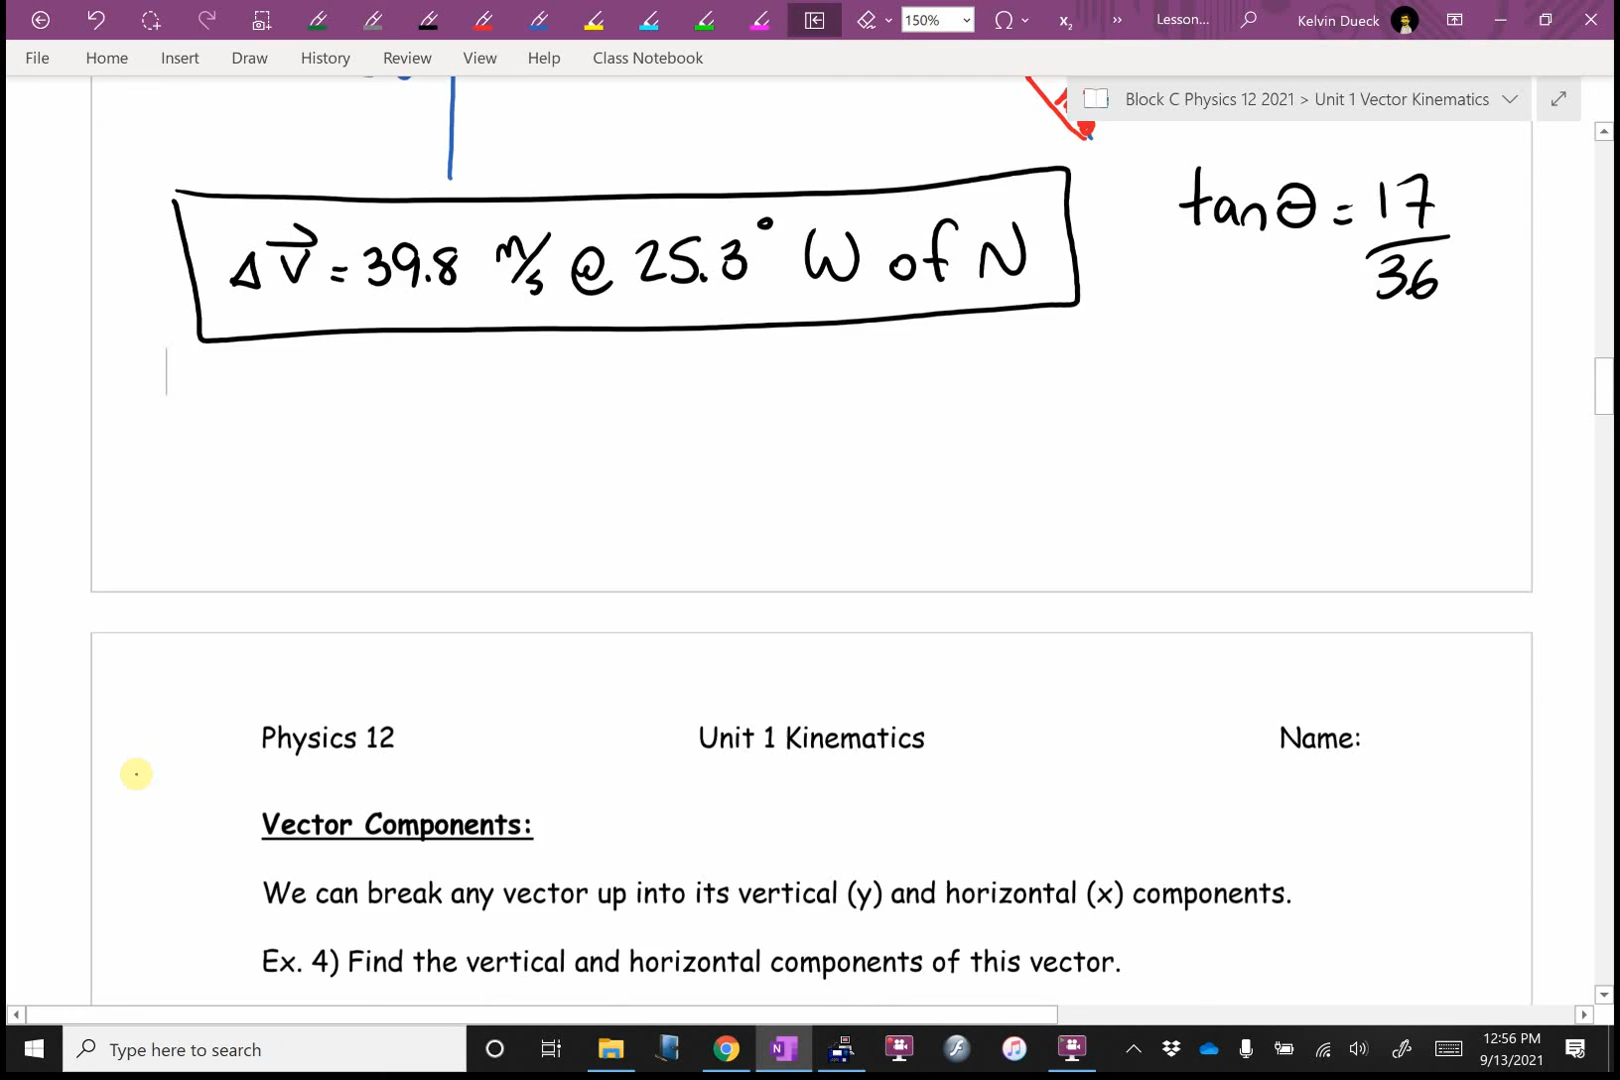 150%
Lesson...
Kelvin Dueck
File Home Insert Draw History Review View Help Class Notebook
Block C Physics 12 2021 > Unit 1 Vector Kinematics
tanθ = 17/36
Δv⃗ = 39.8 m/s @ 25.3° W of N
Physics 12 Unit 1 Kinematics Name:
Vector Components:
We can break any vector up into its vertical (y) and horizontal (x) components.
Ex. 4) Find the vertical and horizontal components of this vector.
Type here to search
12:56 PM
9/13/2021